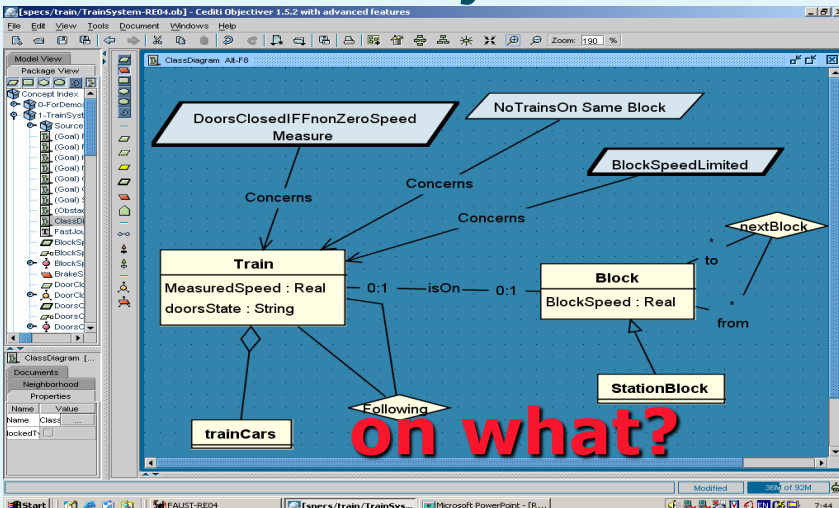 [specs/train/TrainSystem-RE04.ob] - Cediti Objectiver 1.5.2 with advanced features
File Edit View Tools Document Windows Help
Zoom: 190 %
Model View
Package View
Concept Index
0-ForDemo
1-TrainSyst
Source
(Goal)
(Goal)
(Goal)
(Goal)
(Goal)
(Goal)
(Obstac
ClassDi
FastJou
BlockSp
BlockSp
BlockSp
BrakeS
DoorClo
DoorClo
DoorsC
DoorsC
DoorsC
ClassDiagram [...
Documents
Neighborhood
Properties
Name Value
Name Class ...
lockedTy
ClassDiagram Alt-F8
DoorsClosedIFFnonZeroSpeed
Measure
NoTrainsOn Same Block
BlockSpeedLimited
Concerns
Concerns
Concerns
nextBlock
* to
* from
Train
MeasuredSpeed : Real
doorsState : String
0:1 isOn 0:1
Block
BlockSpeed : Real
StationBlock
Following
trainCars
on what?
Modified 36M of 92M
Start FAUST-RE04 [specs/train/TrainSys... Microsoft PowerPoint - [R... 7:44